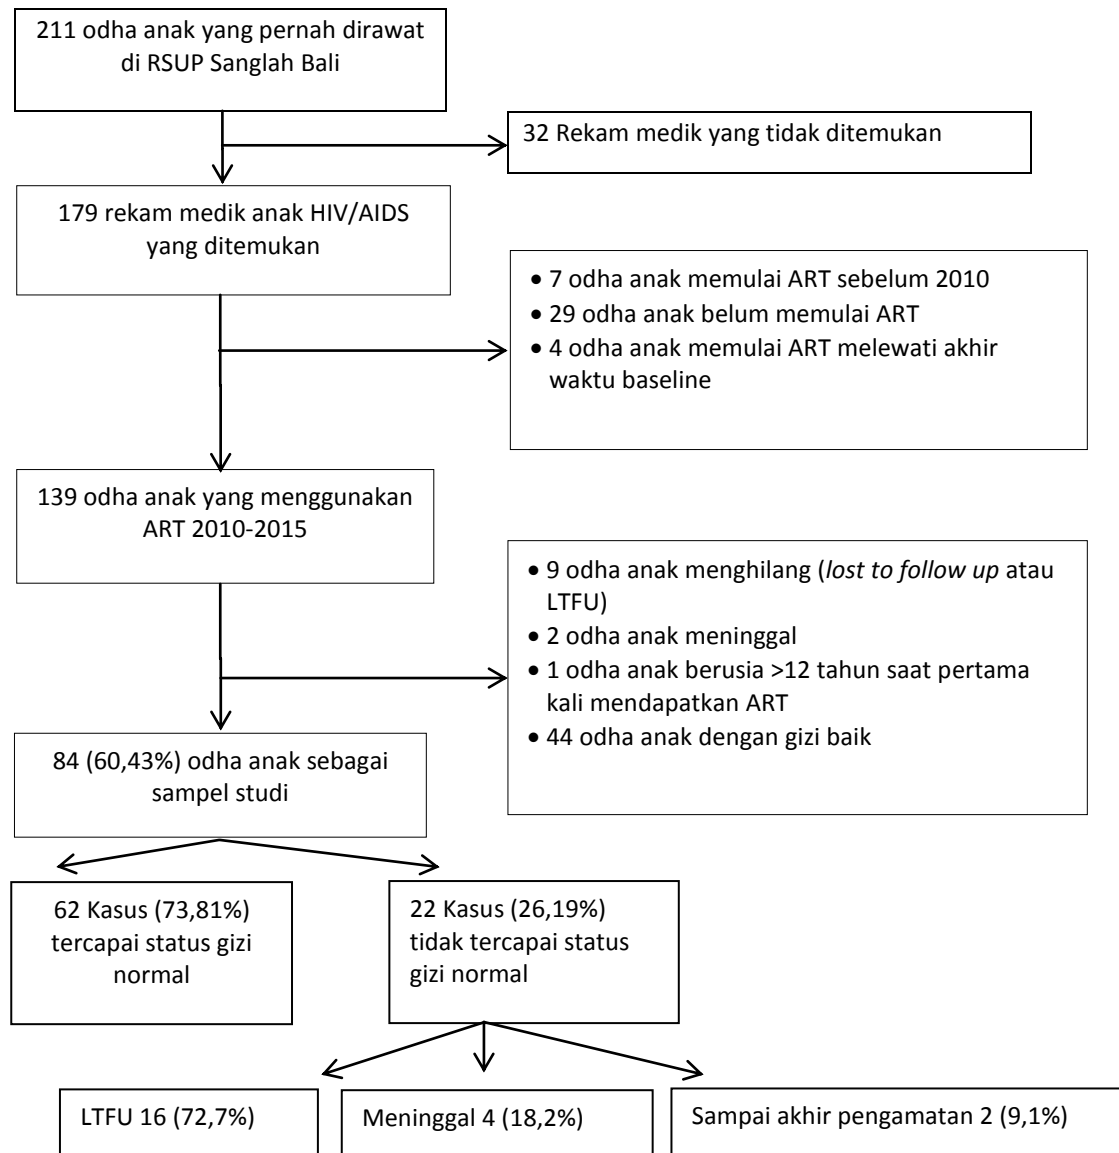 211 odha anak yang pernah dirawat
di RSUP Sanglah Bali
32 Rekam medik yang tidak ditemukan
179 rekam medik anak HIV/AIDS
yang ditemukan
• 7 odha anak memulai ART sebelum 2010
• 29 odha anak belum memulai ART
• 4 odha anak memulai ART melewati akhir
waktu baseline
139 odha anak yang menggunakan
ART 2010-2015
• 9 odha anak menghilang (lost to follow up atau
LTFU)
• 2 odha anak meninggal
• 1 odha anak berusia >12 tahun saat pertama
kali mendapatkan ART
• 44 odha anak dengan gizi baik
84 (60,43%) odha anak sebagai
sampel studi
62 Kasus (73,81%)
tercapai status gizi
normal
22 Kasus (26,19%)
tidak tercapai status
gizi normal
LTFU 16 (72,7%)
Meninggal 4 (18,2%)
Sampai akhir pengamatan 2 (9,1%)